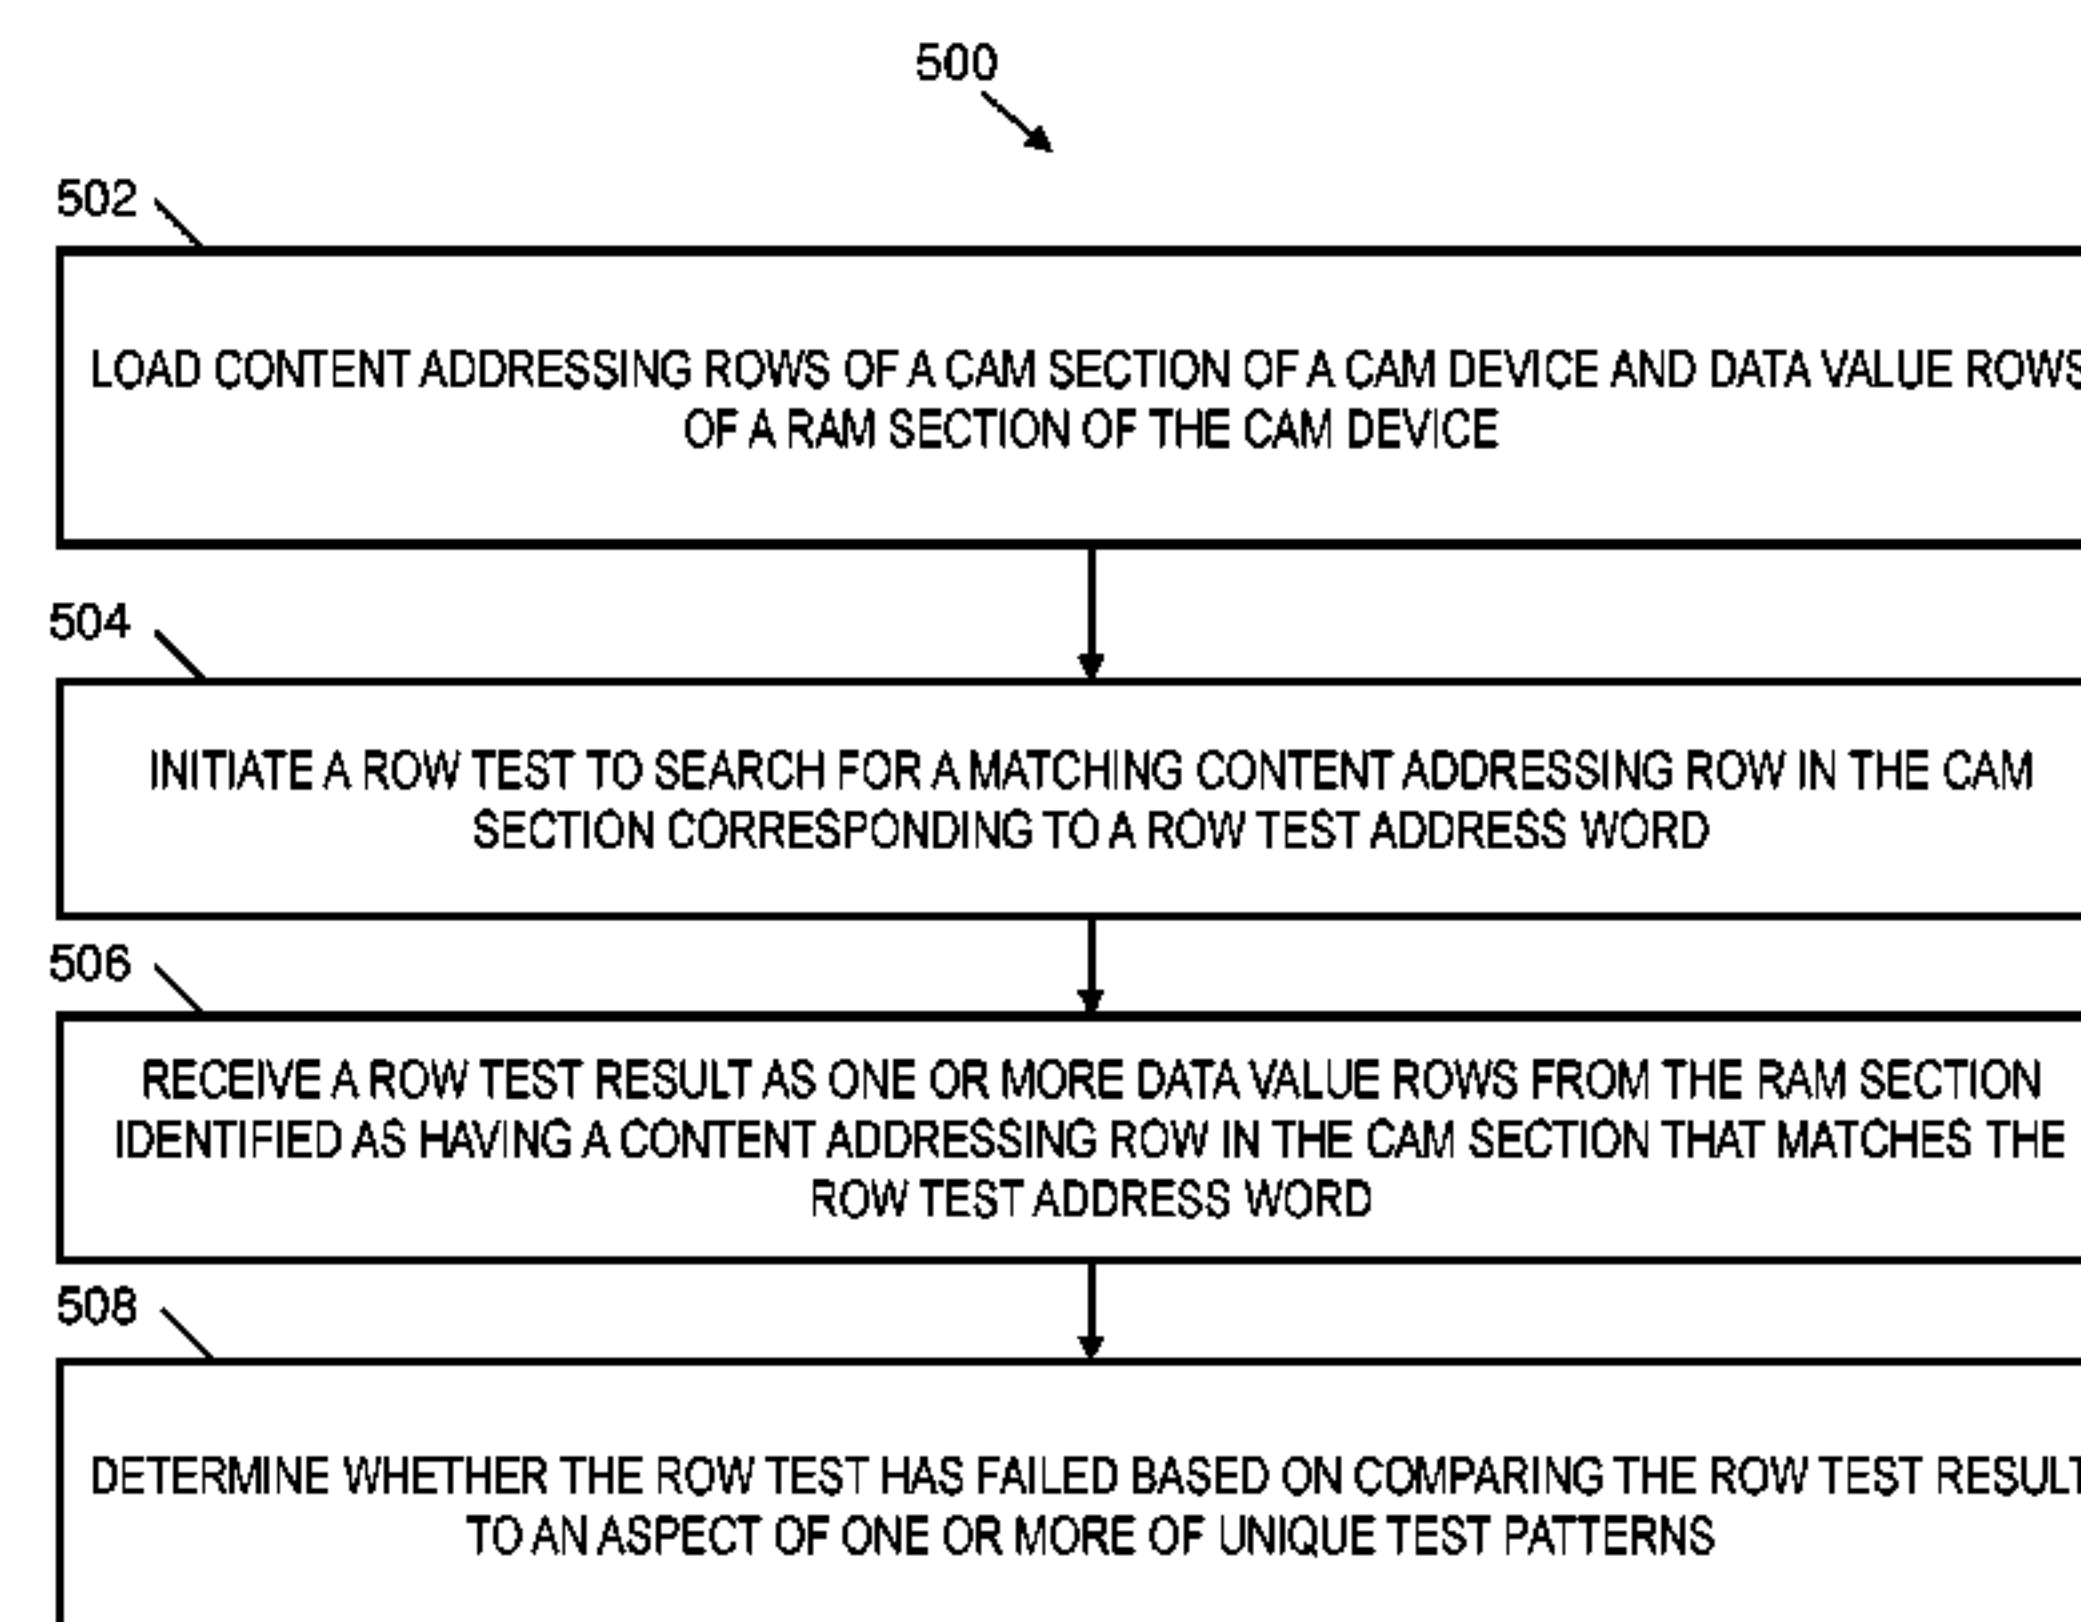 500
502
LOAD CONTENT ADDRESSING ROWS OF A CAM SECTION OF A CAM DEVICE AND DATA VALUE ROWS
OF A RAM SECTION OF THE CAM DEVICE
504
INITIATE A ROW TEST TO SEARCH FOR A MATCHING CONTENT ADDRESSING ROW IN THE CAM
SECTION CORRESPONDING TO A ROW TEST ADDRESS WORD
506
RECEIVE A ROW TEST RESULT AS ONE OR MORE DATA VALUE ROWS FROM THE RAM SECTION
IDENTIFIED AS HAVING A CONTENT ADDRESSING ROW IN THE CAM SECTION THAT MATCHES THE
ROW TEST ADDRESS WORD
508
DETERMINE WHETHER THE ROW TEST HAS FAILED BASED ON COMPARING THE ROW TEST RESULT
TO AN ASPECT OF ONE OR MORE OF UNIQUE TEST PATTERNS